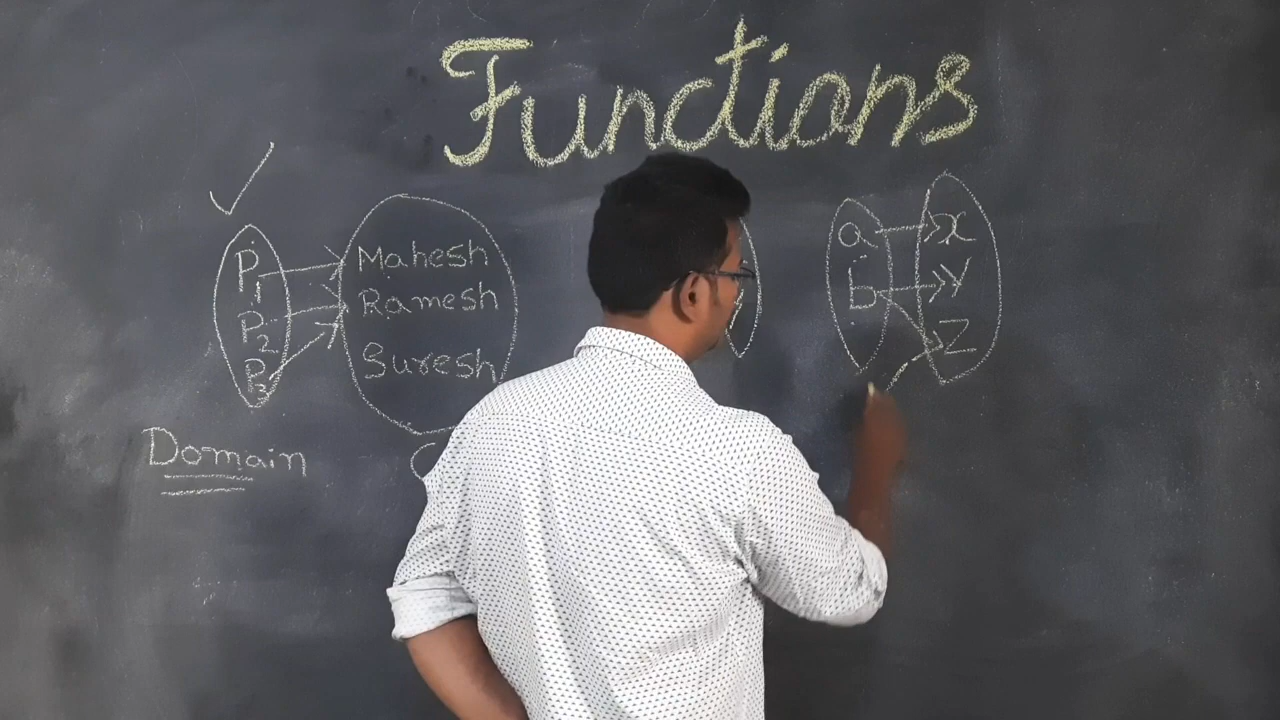 Functions
P1
P2
P3
Mahesh
Ramesh
Suresh
Domain
a
b
x
y
z